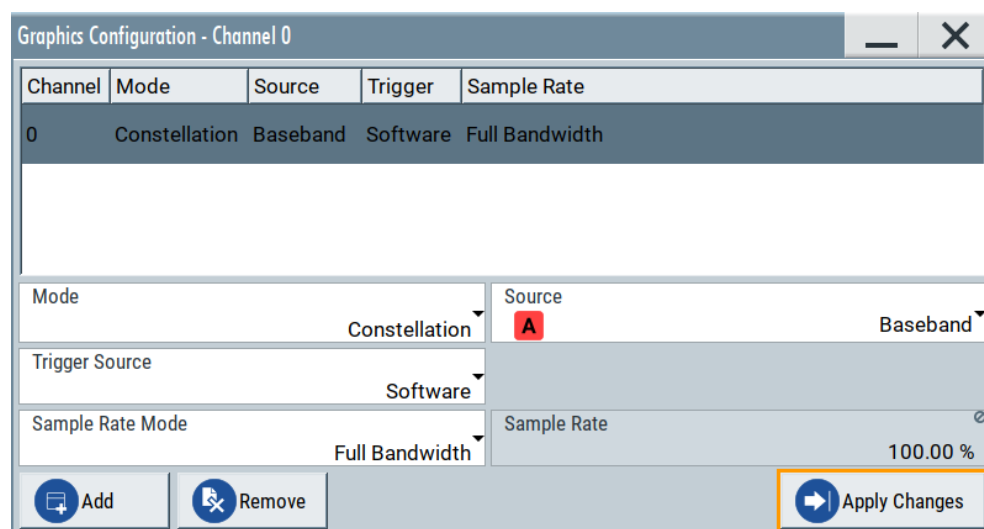 Graphics Configuration - Channel 0
Channel Mode Source Trigger Sample Rate
0 Constellation Baseband Software Full Bandwidth
Mode
Constellation
Source
A Baseband
Trigger Source
Software
Sample Rate Mode
Full Bandwidth
Sample Rate
100.00 %
Add Remove Apply Changes